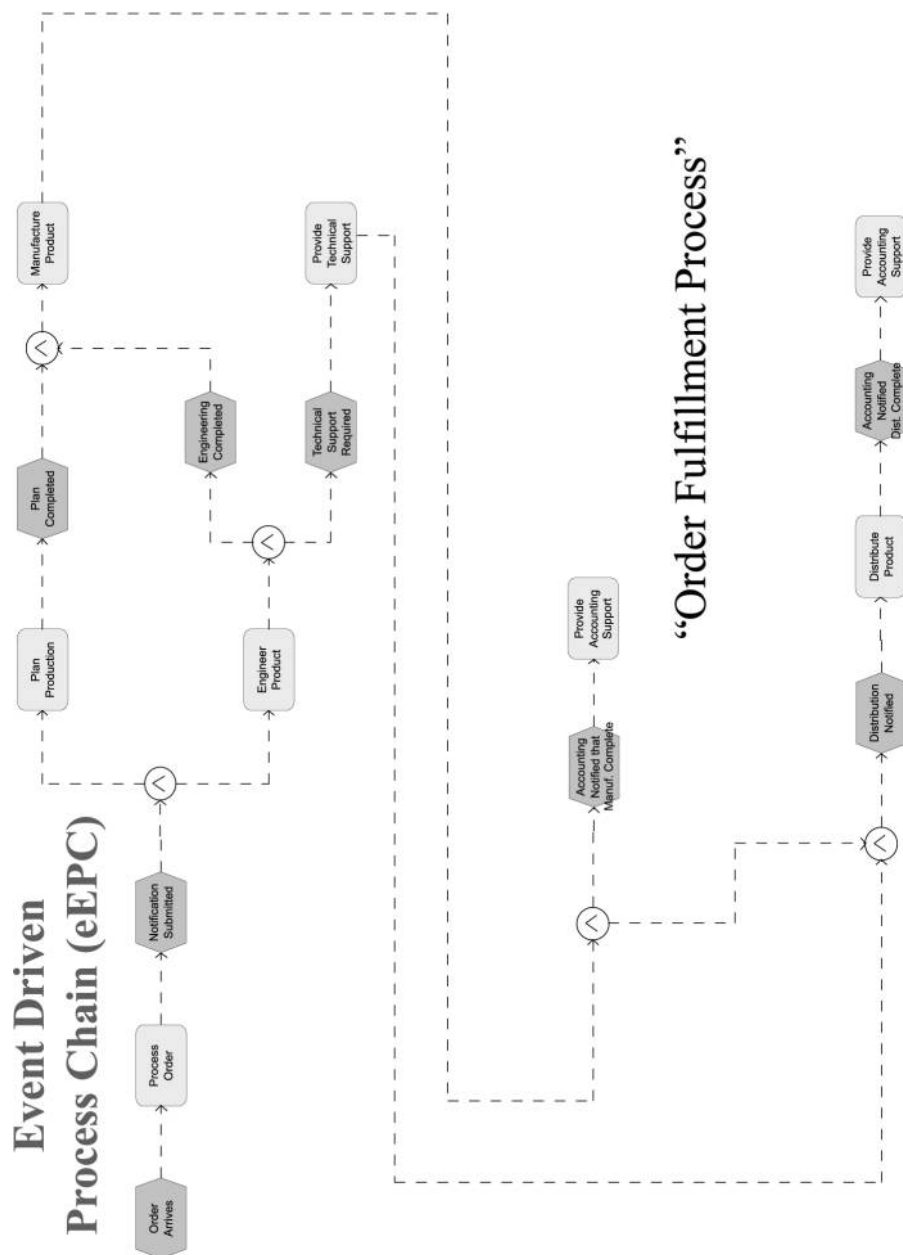 Event Driven
Process Chain (eEPC)
Order
Arrives
Process
Order
Notification
Submitted
Plan
Production
Plan
Completed
Manufacture
Product
Engineer
Product
Engineering
Completed
Technical
Support
Required
Provide
Technical
Support
Accounting
Notified that
Manuf. Complete
Provide
Accounting
Support
“Order Fulfillment Process”
Distribution
Notified
Distribute
Product
Accounting
Notified
Dist. Complete
Provide
Accounting
Support